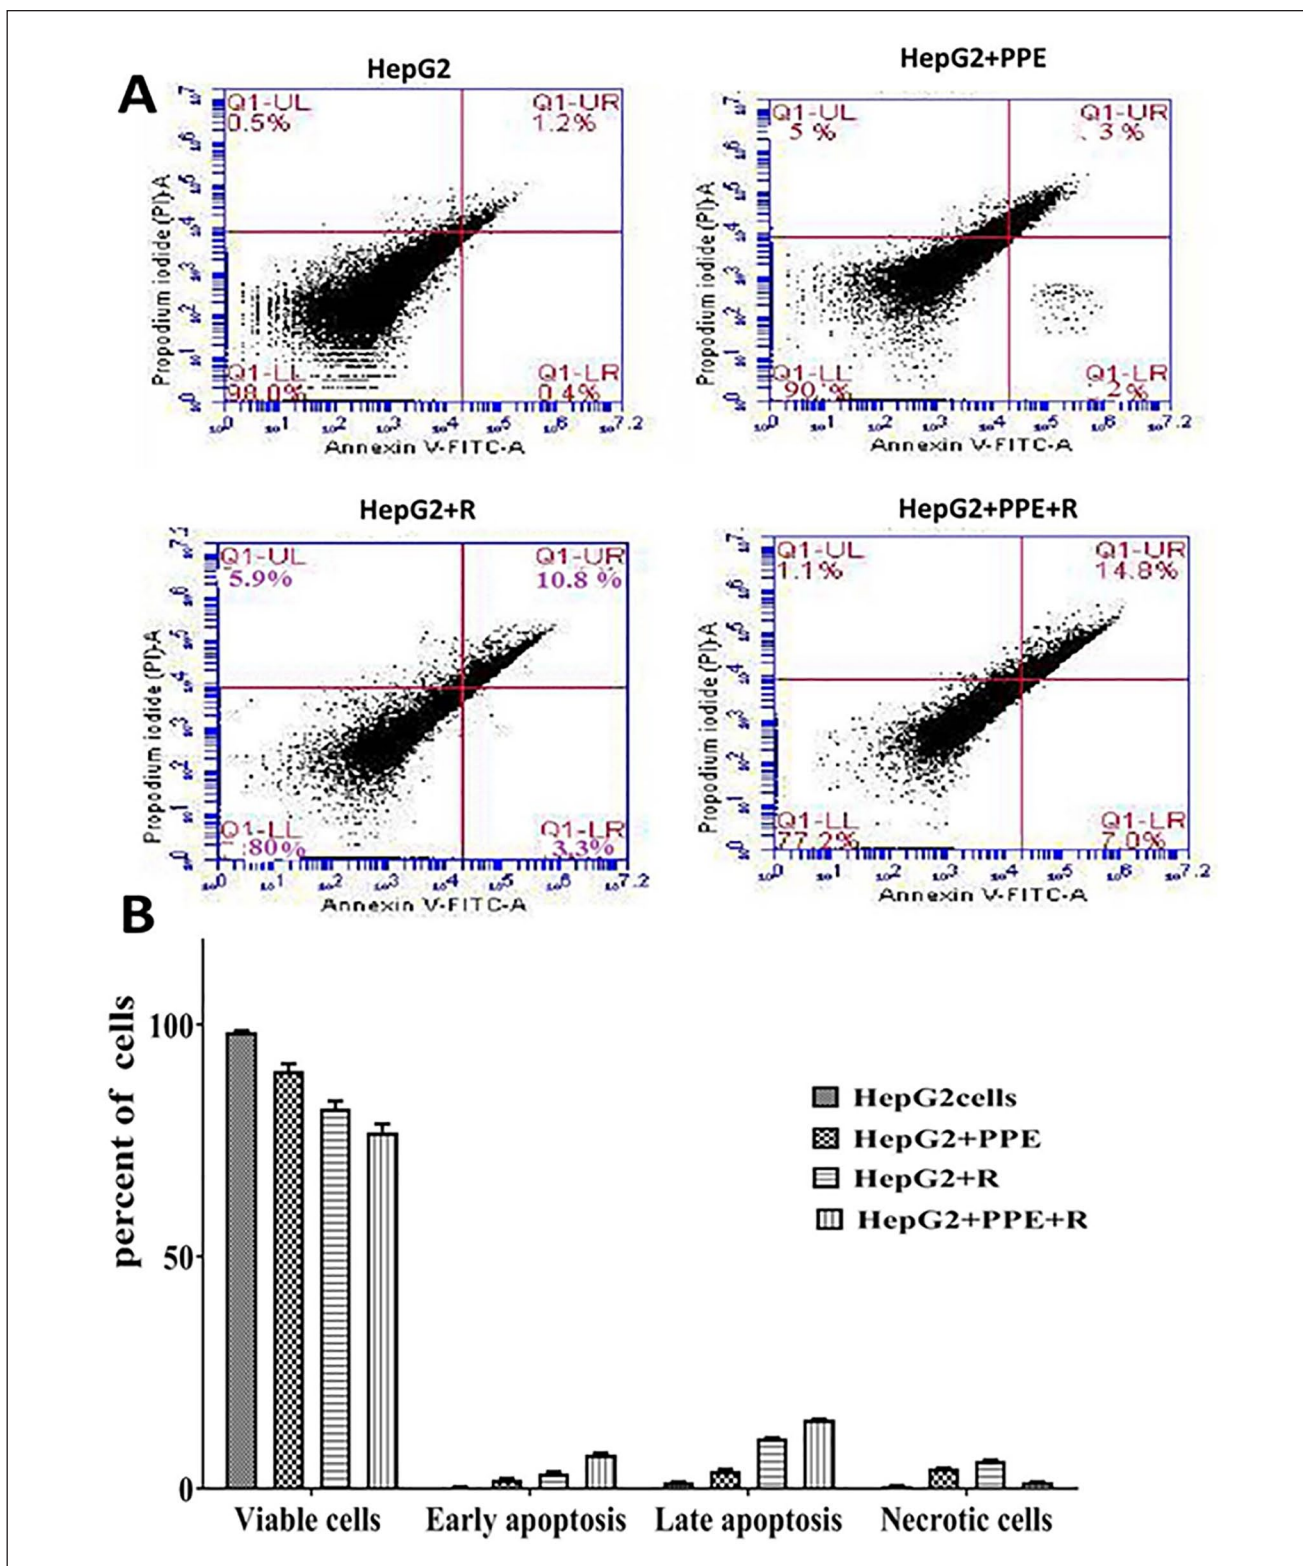 A
HepG2
Q1-UL
0.5%
Q1-UR
1.2%
Q1-LL
98.0%
Q1-LR
0.4%
Propodium iodide (PI)-A
Annexin V-FITC-A
HepG2+PPE
Q1-UL
5 %
Q1-UR
3 %
Q1-LL
90 %
Q1-LR
2%
Propodium iodide (PI)-A
Annexin V-FITC-A
HepG2+R
Q1-UL
5.9%
Q1-UR
10.8 %
Q1-LL
80%
Q1-LR
3.3%
Propodium iodide (PI)-A
Annexin V-FITC-A
HepG2+PPE+R
Q1-UL
1.1%
Q1-UR
14.8%
Q1-LL
77.2%
Q1-LR
7.0%
Propodium iodide (PI)-A
Annexin V-FITC-A
B
percent of cells
100
50
0
HepG2cells
HepG2+PPE
HepG2+R
HepG2+PPE+R
Viable cells Early apoptosis Late apoptosis Necrotic cells